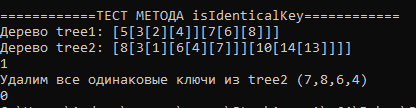 ============ТЕСТ МЕТОДА isIdenticalKey============
Дерево tree1: [5[3[2][4]][7[6][8]]]
Дерево tree2: [8[3[1][6[4][7]]][10[14[13]]]]
1
Удалим все одинаковые ключи из tree2 (7,8,6,4)
0